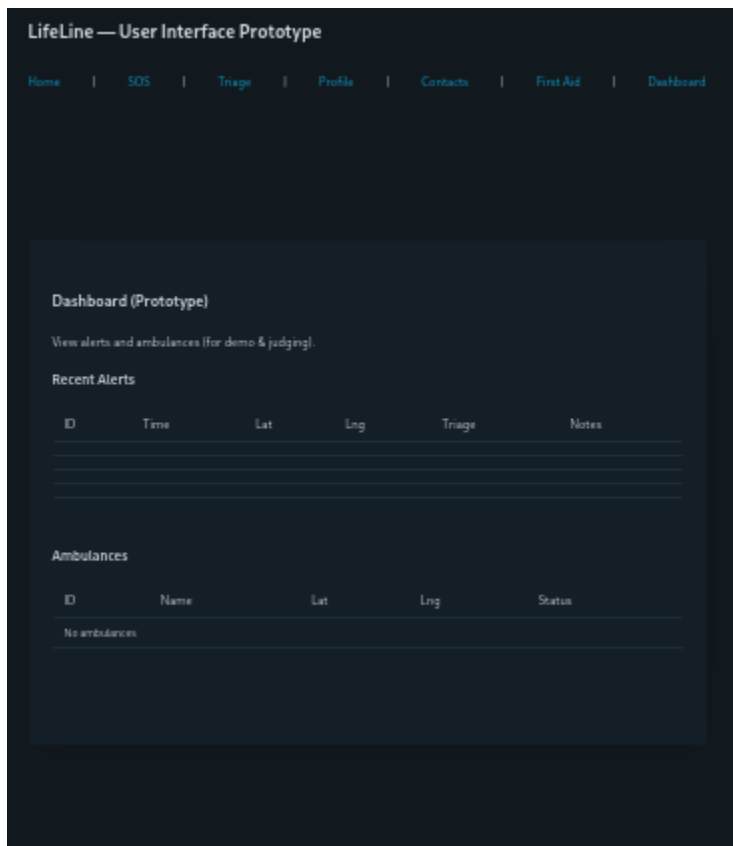 LifeLine — User Interface Prototype
Home | SOS | Triage | Profile | Contacts | First Aid | Dashboard
Dashboard (Prototype)
View alerts and ambulances (for demo & judging).
Recent Alerts
ID Time Lat Lng Triage Notes
Ambulances
ID Name Lat Lng Status
No ambulances